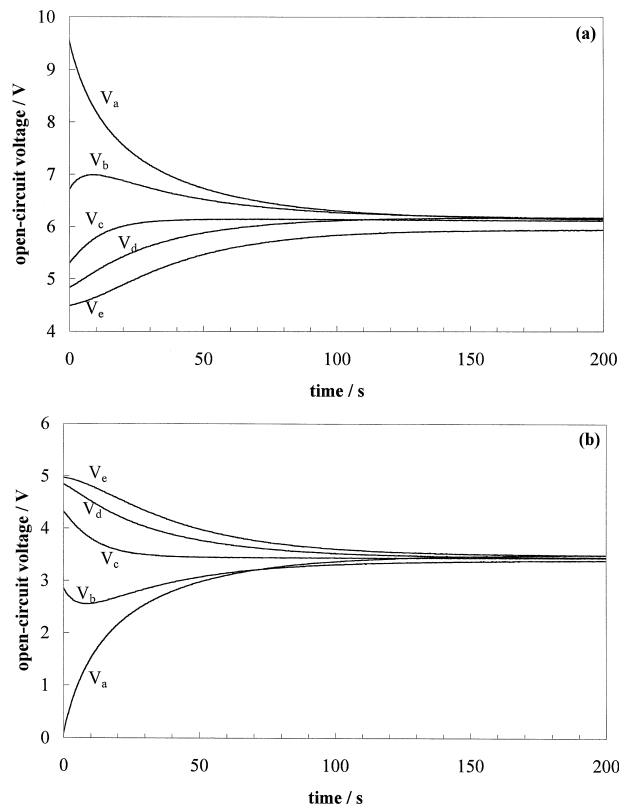 (a)
open-circuit voltage / V
10
9
8
7
6
5
4
Va
Vb
Vc
Vd
Ve
0 50 100 150 200
time / s
(b)
open-circuit voltage / V
6
5
4
3
2
1
0
Ve
Vd
Vc
Vb
Va
0 50 100 150 200
time / s